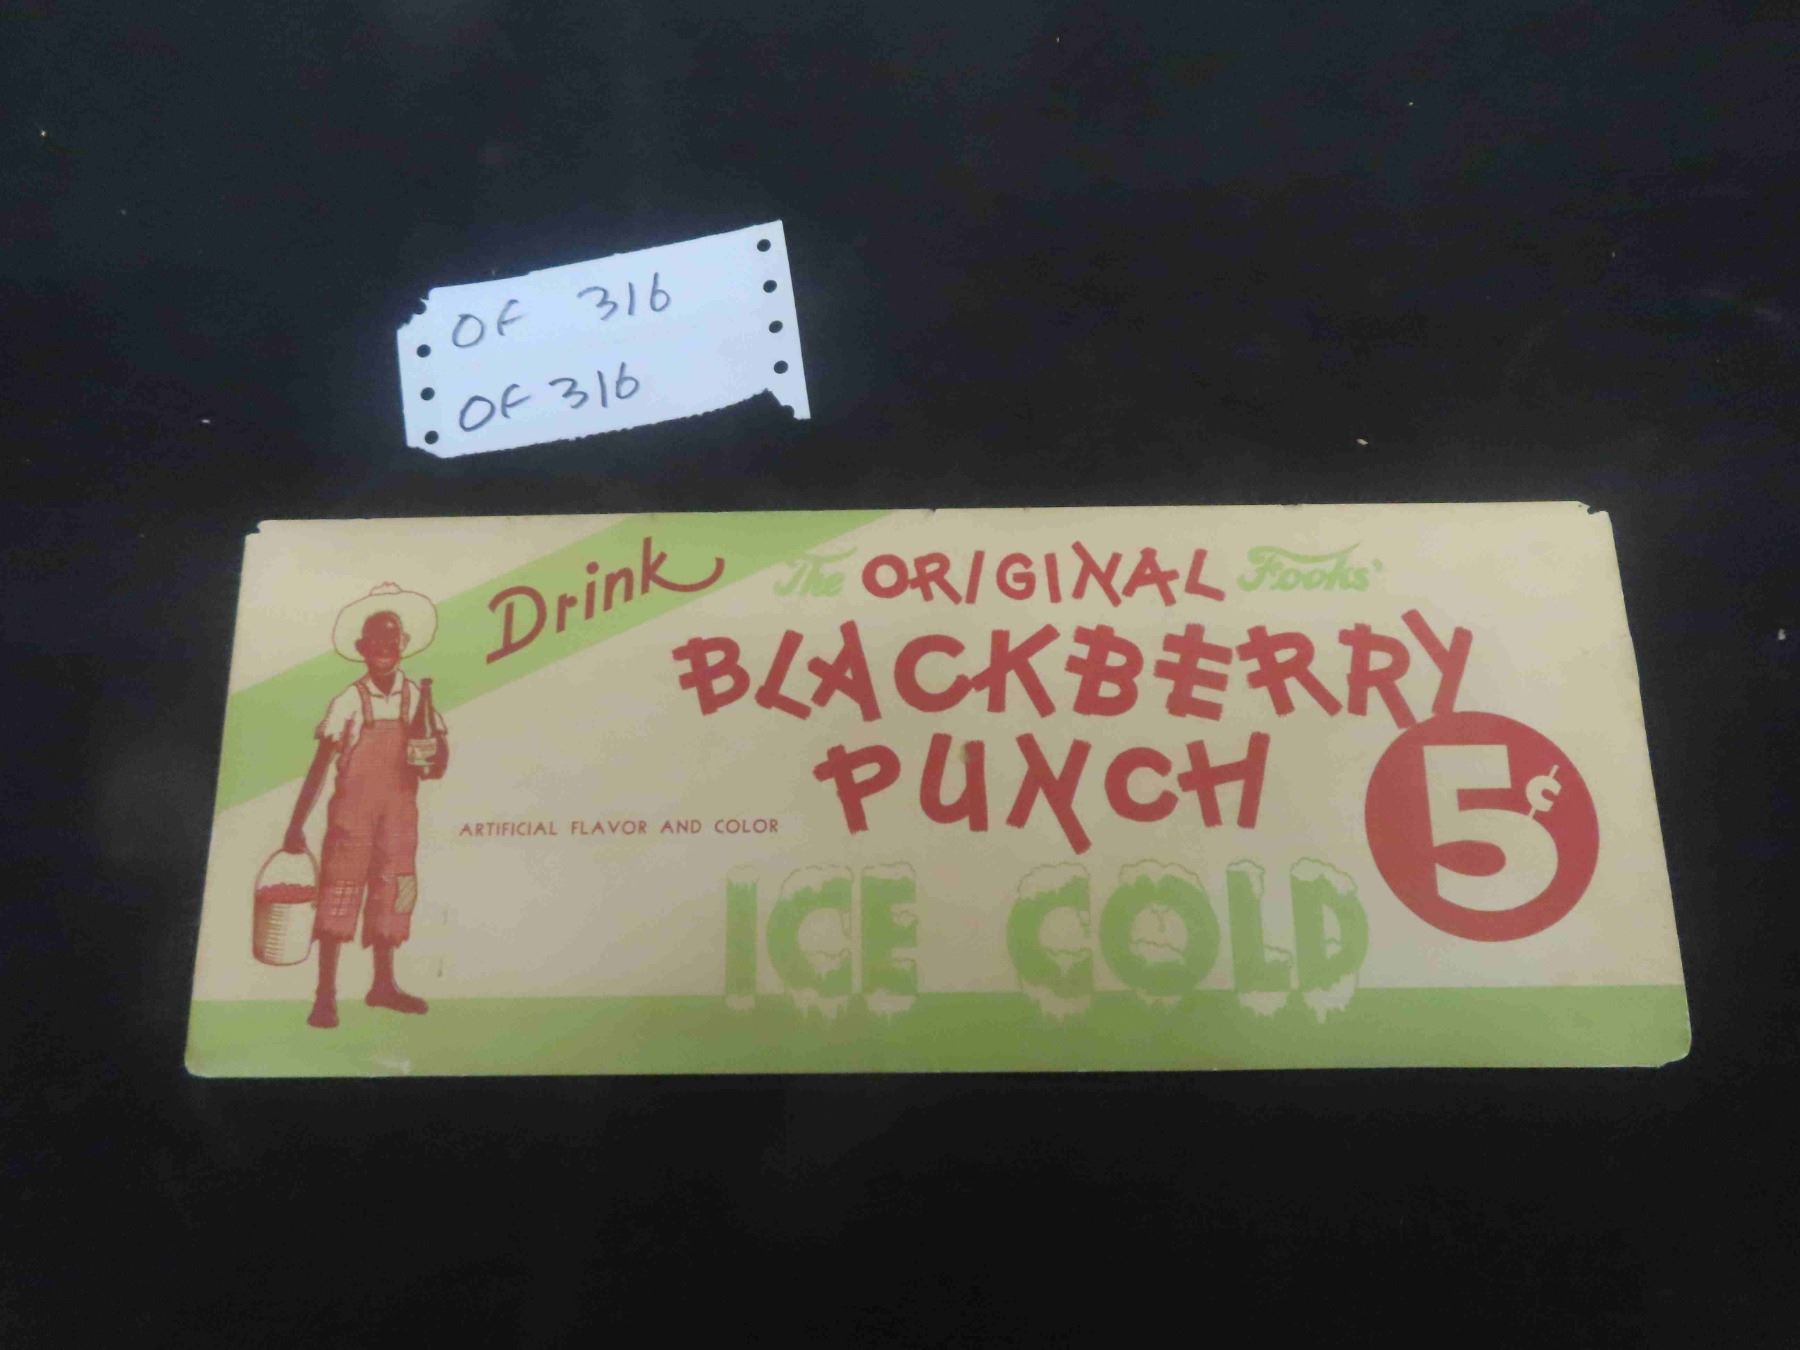 OF 316
OF 316
Drink
The ORIGINAL Fooks'
BLACKBERRY
PUNCH
5¢
ARTIFICIAL FLAVOR AND COLOR
ICE COLD